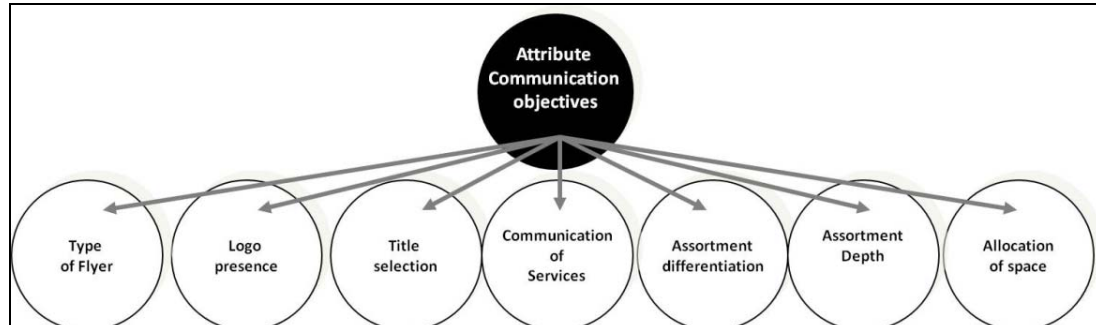 Attribute
Communication
objectives
Type
of Flyer
Logo
presence
Title
selection
Communication
of
Services
Assortment
differentiation
Assortment
Depth
Allocation
of space